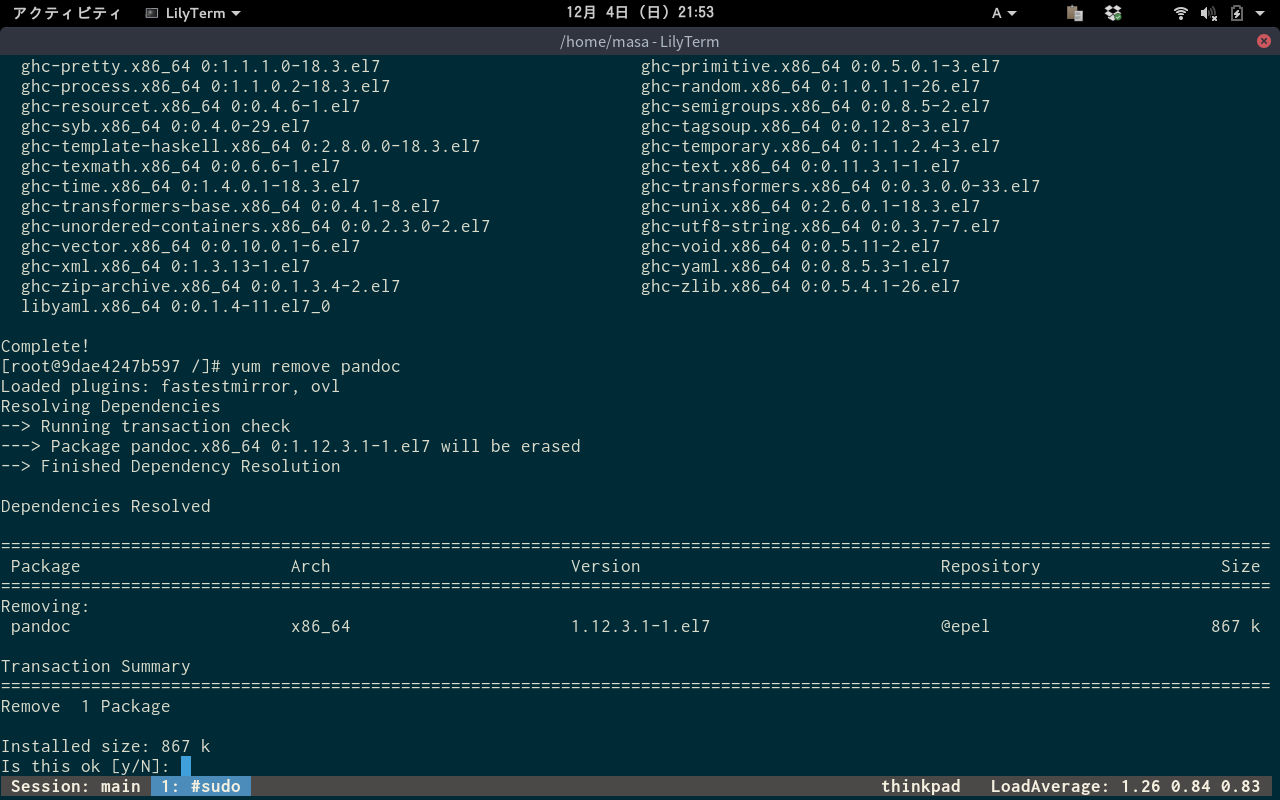 アクティビティ LilyTerm 12月 4日 (日) 21:53 A
/home/masa - LilyTerm
ghc-pretty.x86_64 0:1.1.1.0-18.3.el7 ghc-primitive.x86_64 0:0.5.0.1-3.el7
ghc-process.x86_64 0:1.1.0.2-18.3.el7 ghc-random.x86_64 0:1.0.1.1-26.el7
ghc-resourcet.x86_64 0:0.4.6-1.el7 ghc-semigroups.x86_64 0:0.8.5-2.el7
ghc-syb.x86_64 0:0.4.0-29.el7 ghc-tagsoup.x86_64 0:0.12.8-3.el7
ghc-template-haskell.x86_64 0:2.8.0.0-18.3.el7 ghc-temporary.x86_64 0:1.1.2.4-3.el7
ghc-texmath.x86_64 0:0.6.6-1.el7 ghc-text.x86_64 0:0.11.3.1-1.el7
ghc-time.x86_64 0:1.4.0.1-18.3.el7 ghc-transformers.x86_64 0:0.3.0.0-33.el7
ghc-transformers-base.x86_64 0:0.4.1-8.el7 ghc-unix.x86_64 0:2.6.0.1-18.3.el7
ghc-unordered-containers.x86_64 0:0.2.3.0-2.el7 ghc-utf8-string.x86_64 0:0.3.7-7.el7
ghc-vector.x86_64 0:0.10.0.1-6.el7 ghc-void.x86_64 0:0.5.11-2.el7
ghc-xml.x86_64 0:1.3.13-1.el7 ghc-yaml.x86_64 0:0.8.5.3-1.el7
ghc-zip-archive.x86_64 0:0.1.3.4-2.el7 ghc-zlib.x86_64 0:0.5.4.1-26.el7
libyaml.x86_64 0:0.1.4-11.el7_0
Complete!
[root@9dae4247b597 /]# yum remove pandoc
Loaded plugins: fastestmirror, ovl
Resolving Dependencies
--> Running transaction check
---> Package pandoc.x86_64 0:1.12.3.1-1.el7 will be erased
--> Finished Dependency Resolution
Dependencies Resolved
===============================================================================================================================
Package Arch Version Repository Size
===============================================================================================================================
Removing:
pandoc x86_64 1.12.3.1-1.el7 @epel 867 k
Transaction Summary
===============================================================================================================================
Remove  1 Package
Installed size: 867 k
Is this ok [y/N]:
Session: main 1: #sudo thinkpad LoadAverage: 1.26 0.84 0.83